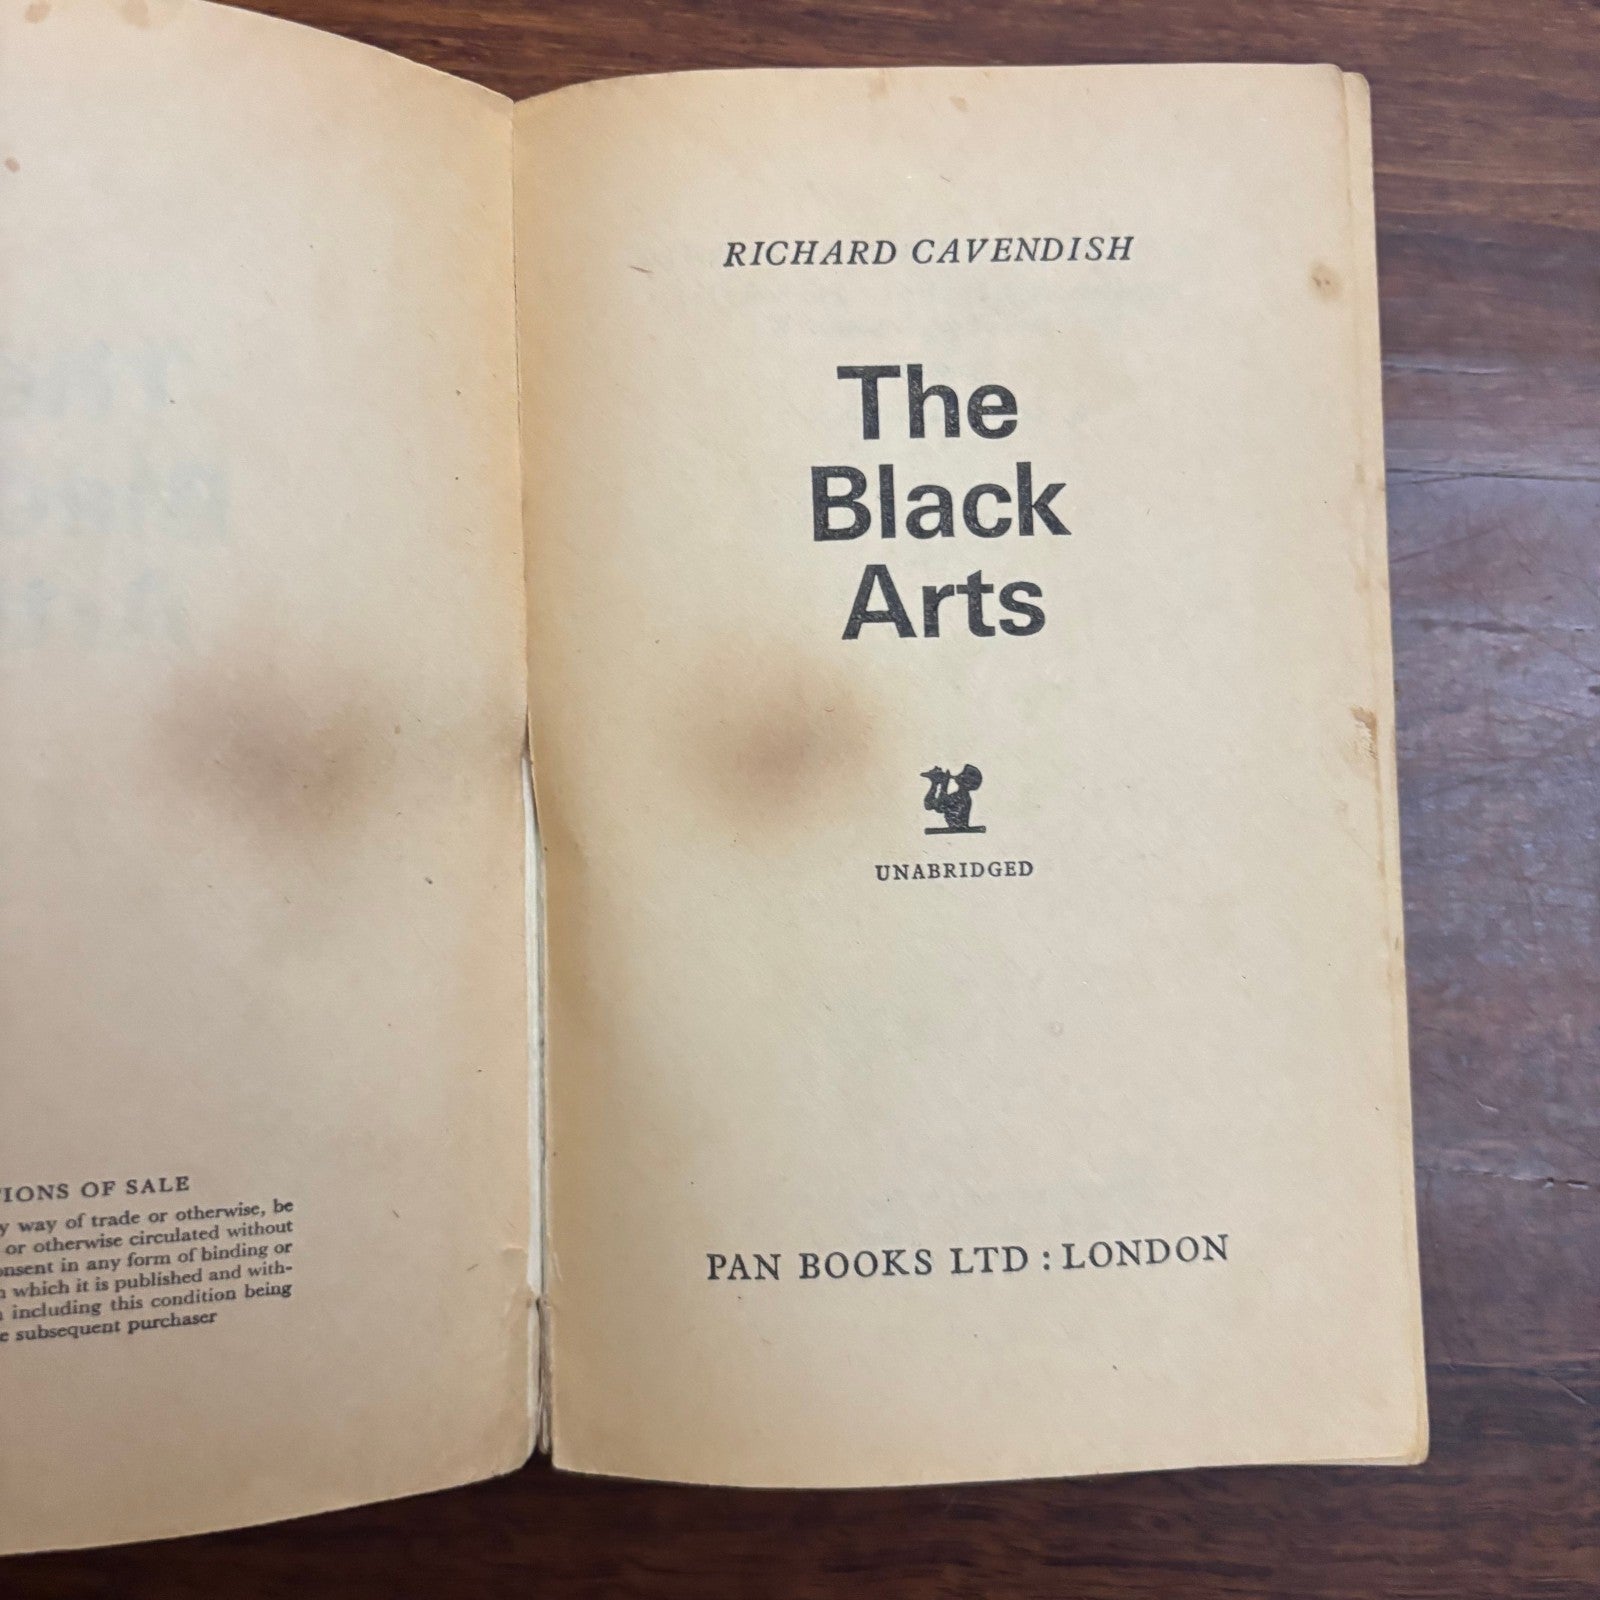 TIONS OF SALE
y way of trade or otherwise, be
or otherwise circulated without
onsent in any form of binding or
which it is published and with-
including this condition being
subsequent purchaser
RICHARD CAVENDISH
The
Black
Arts
UNABRIDGED
PAN BOOKS LTD : LONDON